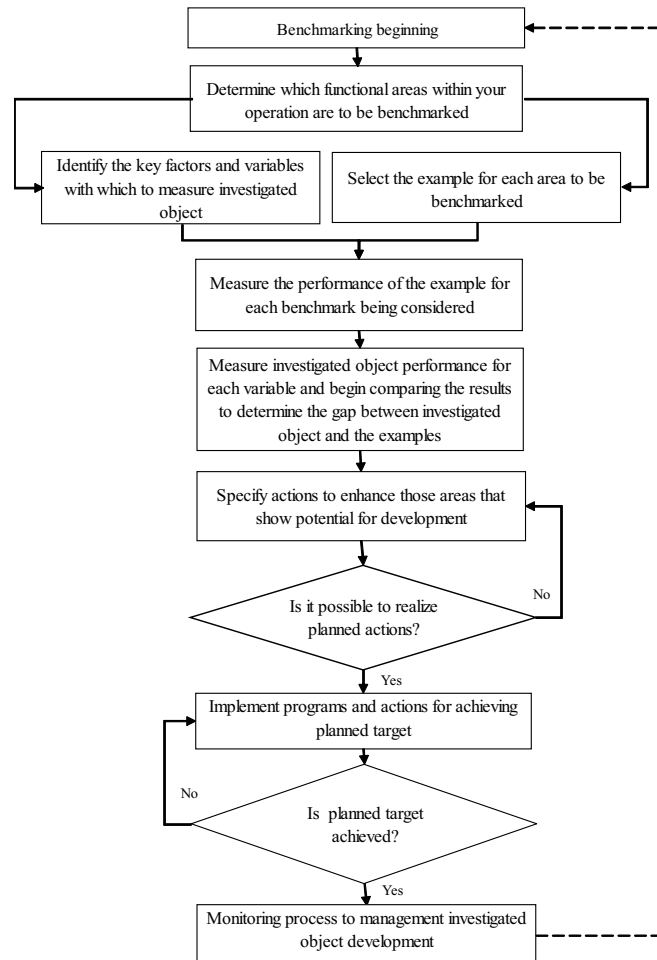 Benchmarking beginning
Determine which functional areas within your
operation are to be benchmarked
Identify the key factors and variables
with which to measure investigated
object
Select the example for each area to be
benchmarked
Measure the performance of the example for
each benchmark being considered
Measure investigated object performance for
each variable and begin comparing the results
to determine the gap between investigated
object and the examples
Specify actions to enhance those areas that
show potential for development
Is it possible to realize
planned actions?
No
Yes
Implement programs and actions for achieving
planned target
No
Is planned target
achieved?
Yes
Monitoring process to management investigated
object development